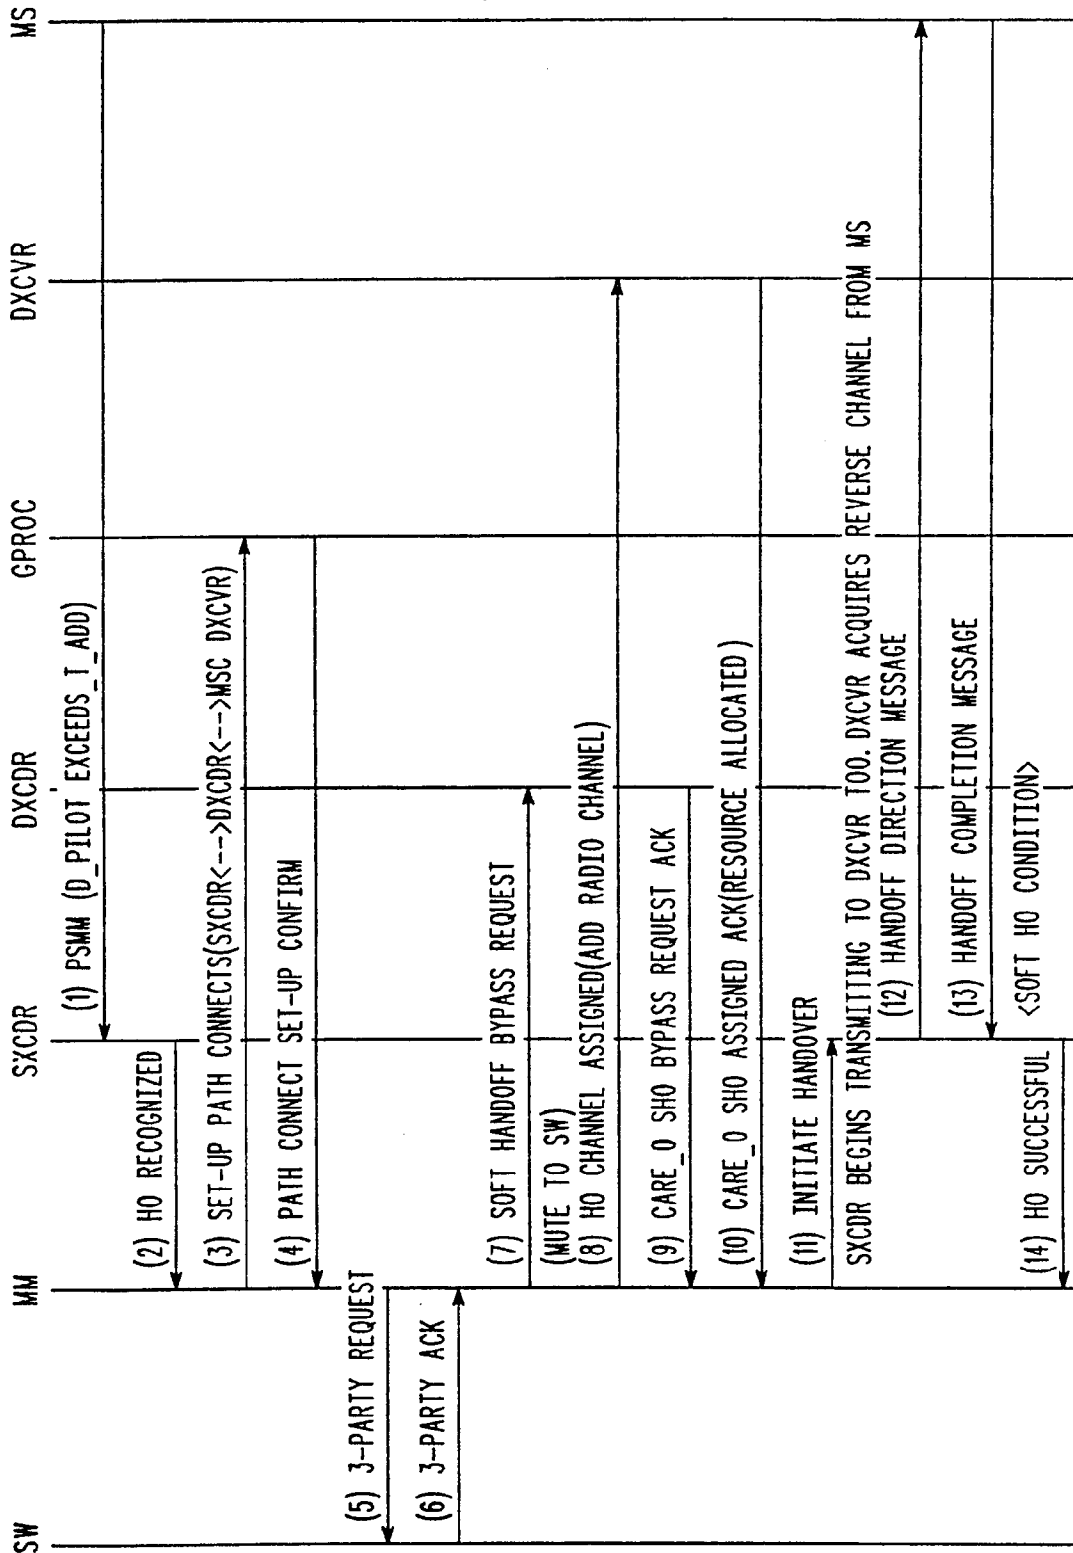 SW MM SXCDR DXCDR GPROC DXCVR MS
(1) PSMM (D_PILOT EXCEEDS_T_ADD)
(2) HO RECOGNIZED
(3) SET-UP PATH CONNECTS(SXCDR<-->DXCDR<-->MSC DXCVR)
(4) PATH CONNECT SET-UP CONFIRM
(5) 3-PARTY REQUEST
(6) 3-PARTY ACK
(7) SOFT HANDOFF BYPASS REQUEST
(MUTE TO SW)
(8) HO CHANNEL ASSIGNED(ADD RADIO CHANNEL)
(9) CARE_O SHO BYPASS REQUEST ACK
(10) CARE_O SHO ASSIGNED ACK(RESOURCE ALLOCATED)
(11) INITIATE HANDOVER
SXCDR BEGINS TRANSMITTING TO DXCVR TOO. DXCVR ACQUIRES REVERSE CHANNEL FROM MS
(12) HANDOFF DIRECTION MESSAGE
(13) HANDOFF COMPLETION MESSAGE
<SOFT HO CONDITION>
(14) HO SUCCESSFUL